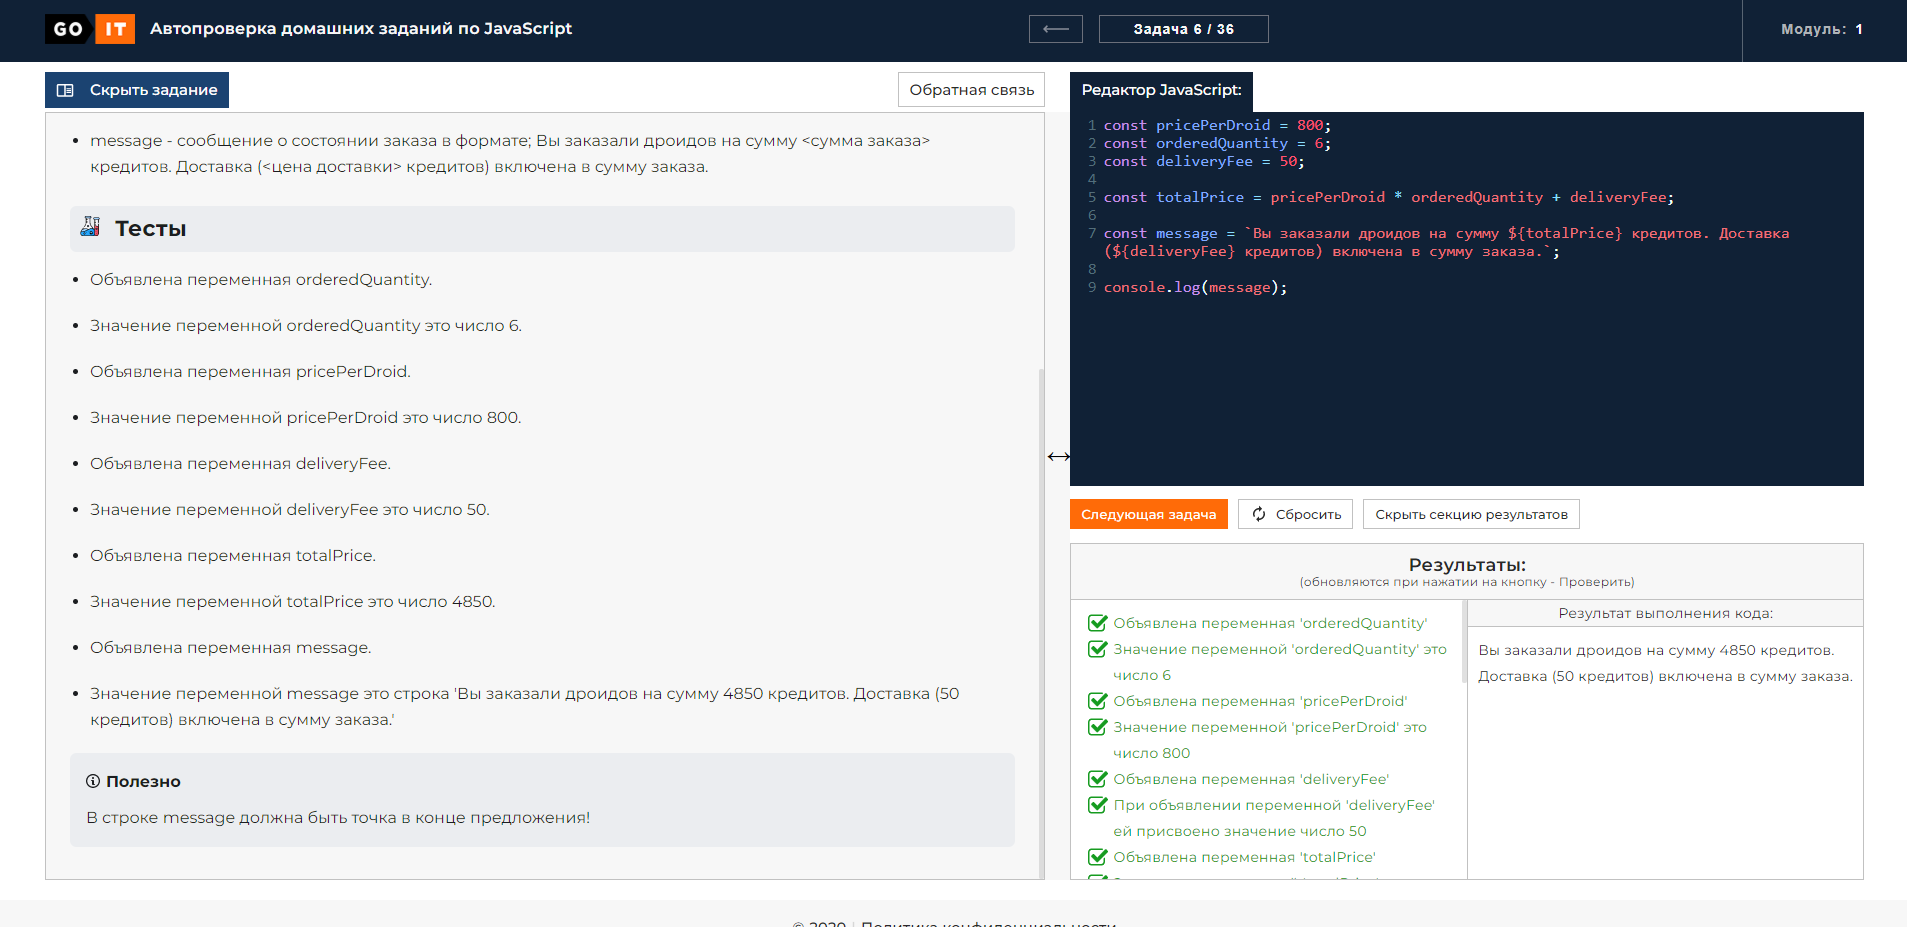 GO IT
Автопроверка домашних заданий по JavaScript
Задача 6 / 36
Модуль: 1
Скрыть задание
Обратная связь
message - сообщение о состоянии заказа в формате; Вы заказали дроидов на сумму <сумма заказа>
кредитов. Доставка (<цена доставки> кредитов) включена в сумму заказа.
Тесты
Объявлена переменная orderedQuantity.
Значение переменной orderedQuantity это число 6.
Объявлена переменная pricePerDroid.
Значение переменной pricePerDroid это число 800.
Объявлена переменная deliveryFee.
Значение переменной deliveryFee это число 50.
Объявлена переменная totalPrice.
Значение переменной totalPrice это число 4850.
Объявлена переменная message.
Значение переменной message это строка 'Вы заказали дроидов на сумму 4850 кредитов. Доставка (50
кредитов) включена в сумму заказа.'
Полезно
В строке message должна быть точка в конце предложения!
Редактор JavaScript:
1 const pricePerDroid = 800;
2 const orderedQuantity = 6;
3 const deliveryFee = 50;
4
5 const totalPrice = pricePerDroid * orderedQuantity + deliveryFee;
6
7 const message = `Вы заказали дроидов на сумму ${totalPrice} кредитов. Доставка
(${deliveryFee} кредитов) включена в сумму заказа.`;
8
9 console.log(message);
Следующая задача
Сбросить
Скрыть секцию результатов
Результаты:
(обновляются при нажатии на кнопку - Проверить)
Объявлена переменная 'orderedQuantity'
Значение переменной 'orderedQuantity' это
число 6
Объявлена переменная 'pricePerDroid'
Значение переменной 'pricePerDroid' это
число 800
Объявлена переменная 'deliveryFee'
При объявлении переменной 'deliveryFee'
ей присвоено значение число 50
Объявлена переменная 'totalPrice'
Результат выполнения кода:
Вы заказали дроидов на сумму 4850 кредитов.
Доставка (50 кредитов) включена в сумму заказа.
© 2020 | Политика конфиденциальности